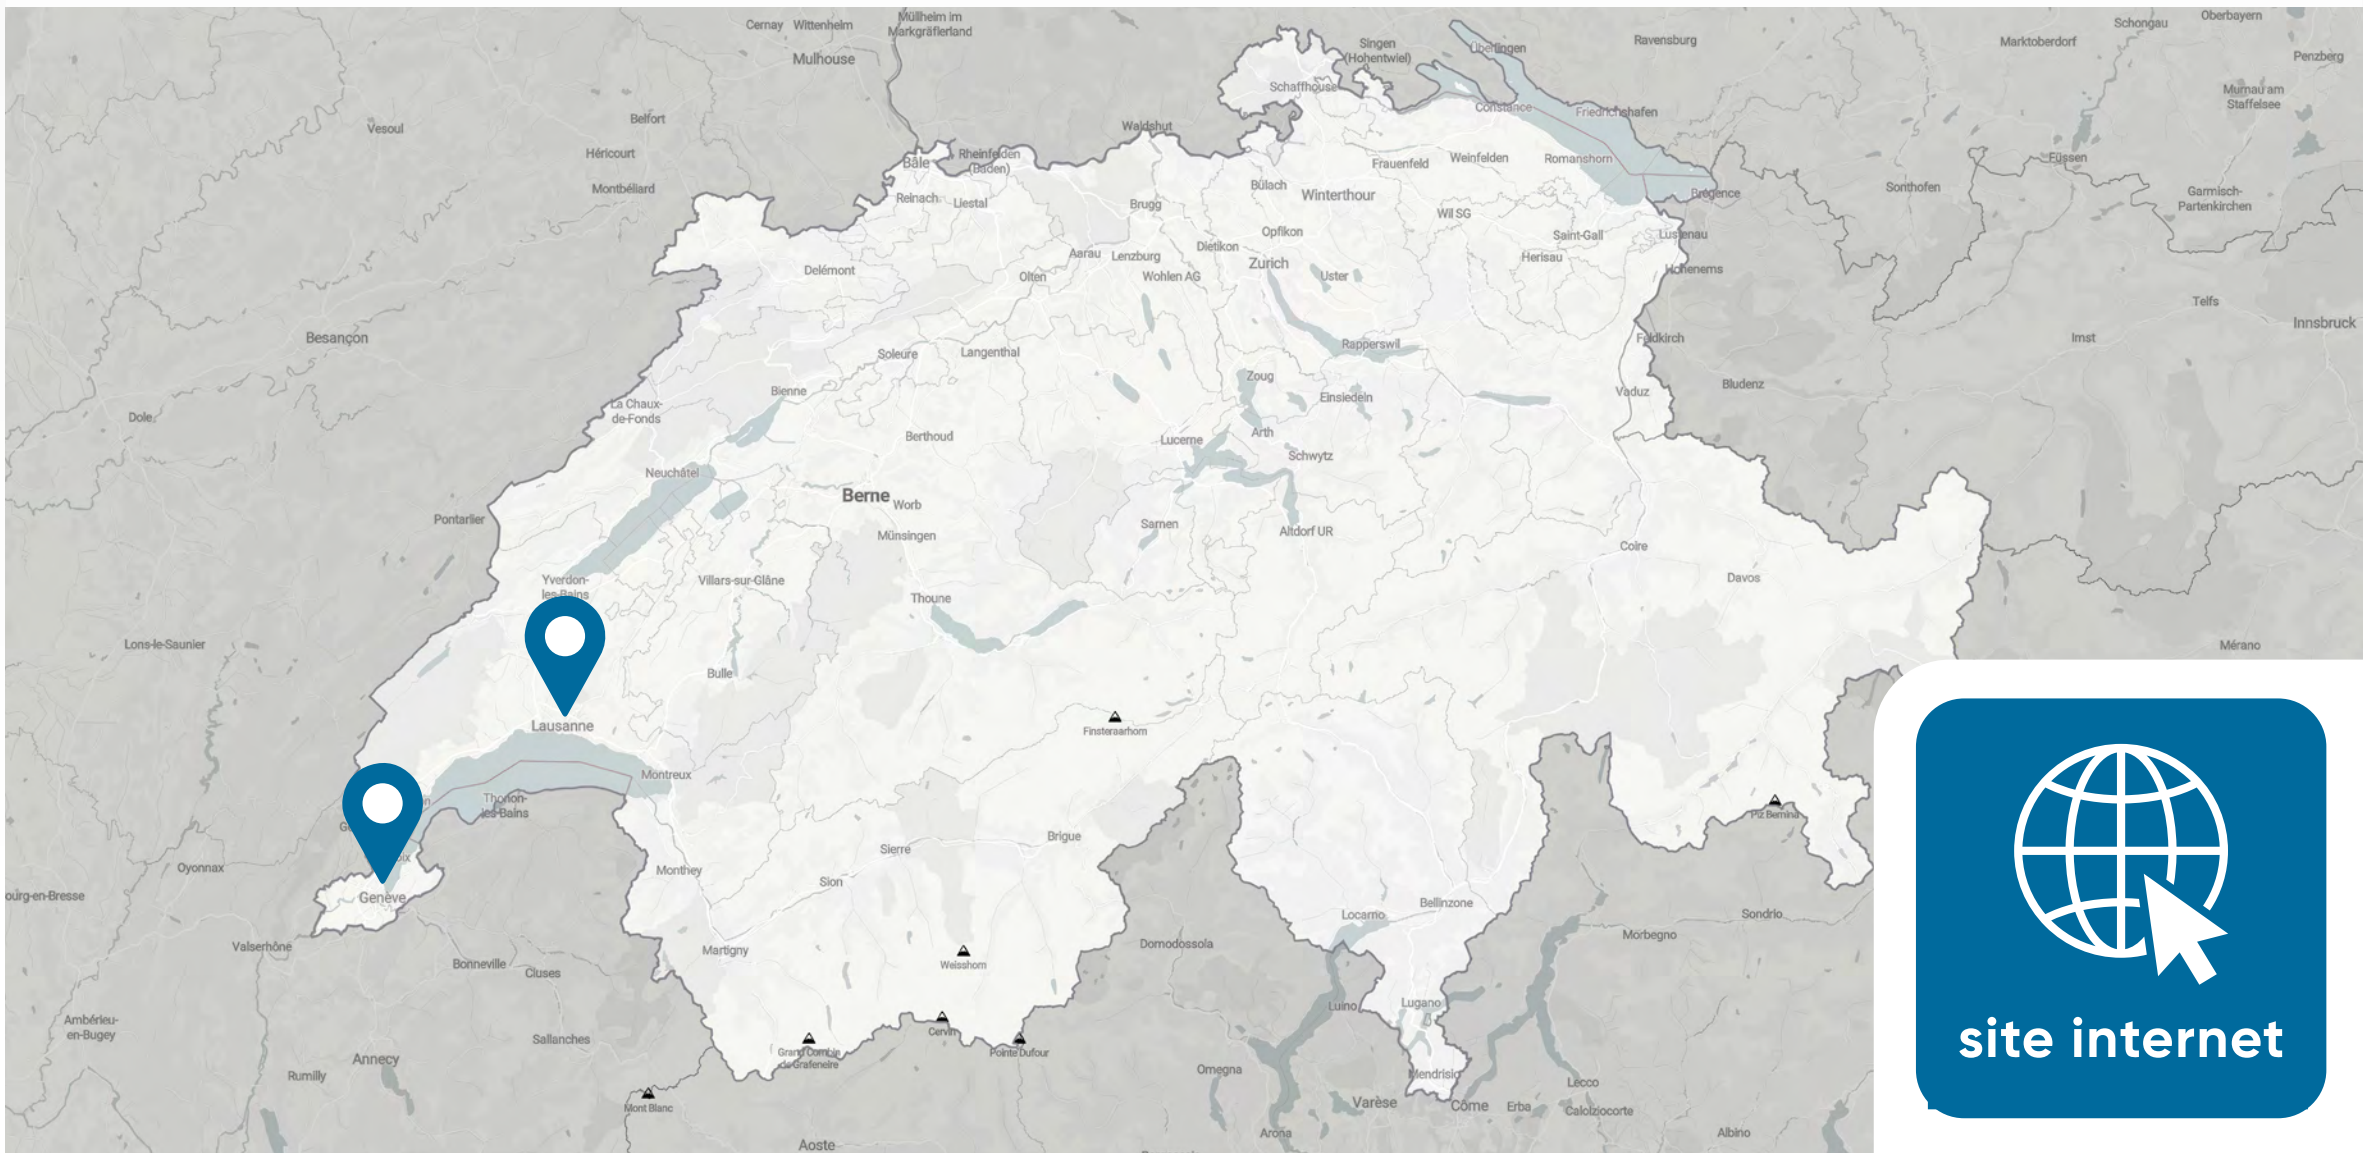 Cernay
Wittenheim
Mulhouse
Müllheim im
Markgräflerland
Singen
(Hohentwiel)
Überlingen
Ravensburg
Marktoberdorf
Schongau
Oberbayern
Penzberg
Murnau am
Staffelsee
Vesoul
Belfort
Héricourt
Montbéliard
Schaffhouse
Constance
Friedrichshafen
Waldshut
Bâle
Rheinfelden
(Baden)
Reinach
Liestal
Brugg
Bülach
Winterthour
Frauenfeld
Weinfelden
Romanshorn
Brégence
Sonthofen
Füssen
Garmisch-
Partenkirchen
Wil SG
Saint-Gall
Lustenau
Herisau
Hohenems
Opfikon
Dietikon
Zurich
Uster
Aarau
Lenzburg
Wohlen AG
Olten
Delémont
Telfs
Innsbruck
Imst
Besançon
Soleure
Langenthal
Rapperswil
Feldkirch
Vaduz
Bludenz
Zoug
Einsiedeln
Bienne
La Chaux-
de-Fonds
Dole
Berthoud
Lucerne
Arth
Schwytz
Neuchâtel
Berne
Worb
Münsingen
Sarnen
Altdorf UR
Pontarlier
Coire
Davos
Yverdon-
les-Bains
Villars-sur-Glâne
Thoune
Lons-le-Saunier
Mérano
Bulle
Lausanne
Finsteraarhorn
Montreux
Thonon-
les-Bains
Piz Bernina
Brigue
Sierre
Sion
Monthey
Oyonnax
Genève
ourg-en-Bresse
Bellinzone
Locarno
Sondrio
Morbegno
Domodossola
Valserhône
Bonneville
Cluses
Martigny
Weisshorn
Luino
Lugano
Ambérieu-
en-Bugey
Sallanches
Cervin
Grand Combin
de Grafeneire
Pointe Dufour
Annecy
Rumilly
Mont Blanc
Omegna
Mendrisio
Varèse
Côme
Erba
Lecco
Calolziocorte
Arona
Albino
Aoste
site internet